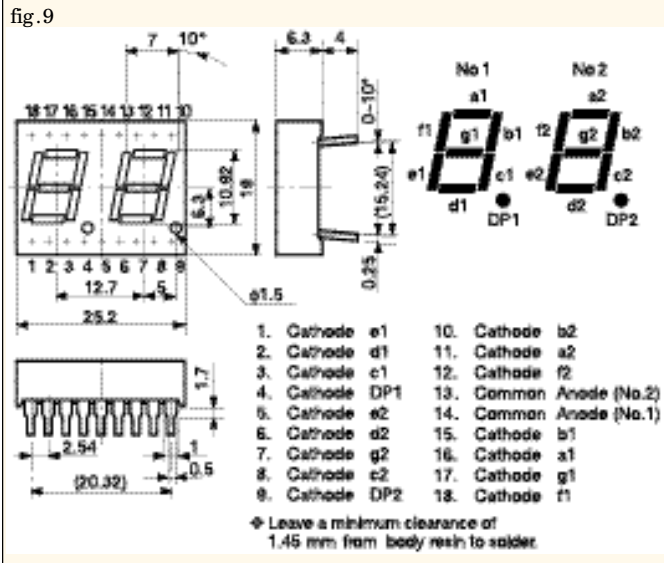 fig.9
7 10°
6.3 4
No 1 No 2
a1 a2
f1 g1 b1 f2 g2 b2
e1 c1 e2 c2
d1 DP1 d2 DP2
18 17 16 15 14 13 12 11 10
0-10°
6.3
10.92
19
(15.24)
0.25
1 2 3 4 5 6 7 8 9
12.7 5
ϕ1.5
25.2
1.7
2.54 1
0.5
(20.32)
1. Cathode e1
2. Cathode d1
3. Cathode c1
4. Cathode DP1
5. Cathode e2
6. Cathode d2
7. Cathode g2
8. Cathode c2
9. Cathode DP2
10. Cathode b2
11. Cathode a2
12. Cathode f2
13. Common Anode (No.2)
14. Common Anode (No.1)
15. Cathode b1
16. Cathode a1
17. Cathode g1
18. Cathode f1
Leave a minimum clearance of
1.45 mm from body resin to solder.